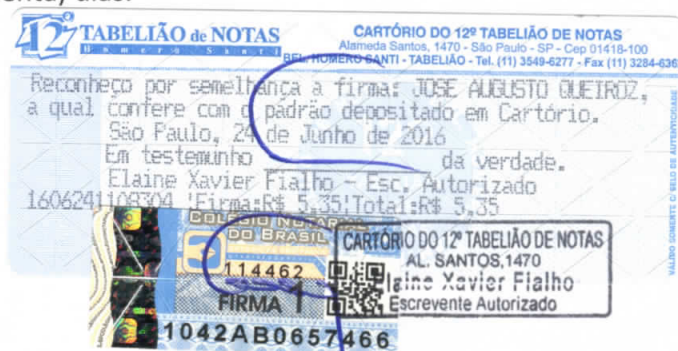 12º TABELIÃO de NOTAS
Homero Santi
CARTÓRIO DO 12º TABELIÃO DE NOTAS
Alameda Santos, 1470 - São Paulo - SP - Cep 01418-100
BEL. HOMERO SANTI - TABELIÃO - Tel. (11) 3549-6277 - Fax (11) 3284-636
Reconheço por semelhança a firma: JOSE AUGUSTO QUEIROZ,
a qual confere com o padrão depositado em Cartório.
São Paulo, 24 de Junho de 2016
Em testemunho ____________ da verdade.
Elaine Xavier Fialho - Esc. Autorizado
1606241108304 !Firma:R$ 5,35!Total:R$ 5,35
VÁLIDO SOMENTE C/ SELO DE AUTENTICIDADE
COLEGIO NOTARIAL
DO BRASIL
114462
FIRMA 1
1042AB0657466
CARTÓRIO DO 12º TABELIÃO DE NOTAS
AL. SANTOS,1470
laine Xavier Fialho
Escrevente Autorizado